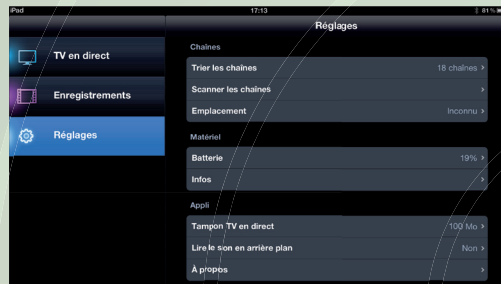 iPad 17:13 81 %
Réglages
TV en direct
Enregistrements
Réglages
Chaînes
Trier les chaînes 18 chaînes >
Scanner les chaînes >
Emplacement Inconnu >
Matériel
Batterie 19% >
Infos >
Appli
Tampon TV en direct 100 Mo >
Lire le son en arrière plan Non >
À propos >